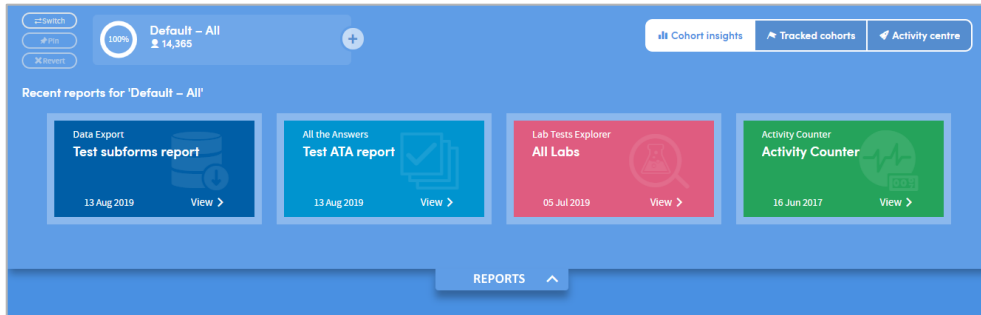 Switch
Pin
Revert
100%
Default – All
14,365
Cohort insights
Tracked cohorts
Activity centre
Recent reports for 'Default – All'
Data Export
Test subforms report
13 Aug 2019
View
All the Answers
Test ATA report
13 Aug 2019
View
Lab Tests Explorer
All Labs
05 Jul 2019
View
Activity Counter
Activity Counter
16 Jun 2017
View
REPORTS